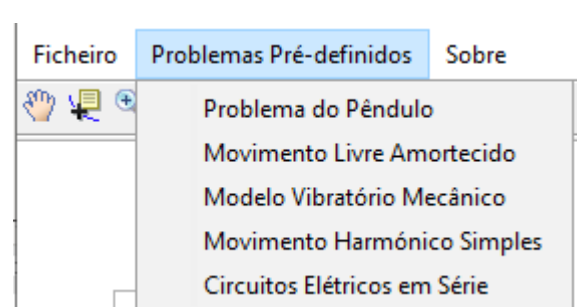 Ficheiro Problemas Pré-definidos Sobre
Problema do Pêndulo
Movimento Livre Amortecido
Modelo Vibratório Mecânico
Movimento Harmónico Simples
Circuitos Elétricos em Série